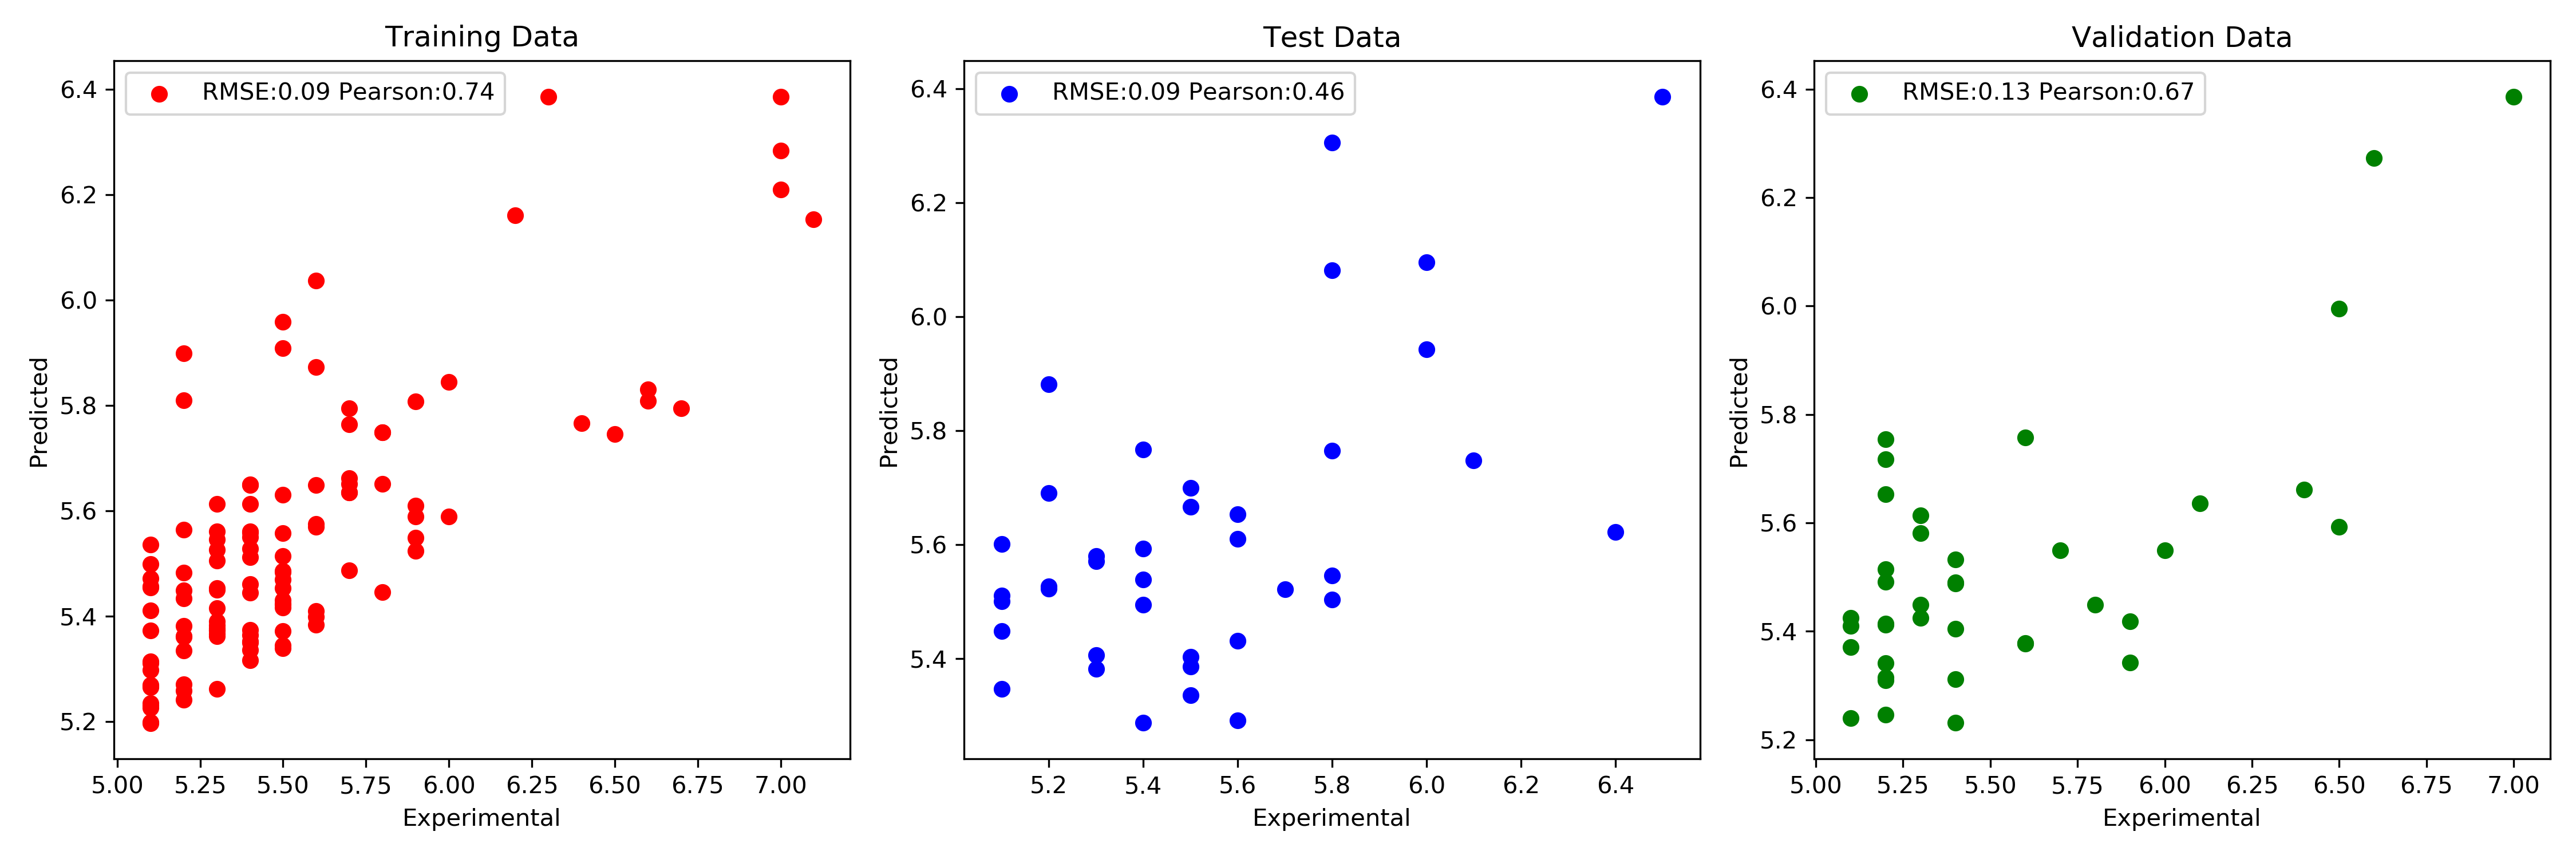 Training Data
RMSE:0.09 Pearson:0.74
6.4
6.2
6.0
5.8
5.6
5.4
5.2
Predicted
5.00 5.25 5.50 5.75 6.00 6.25 6.50 6.75 7.00
Experimental
Test Data
RMSE:0.09 Pearson:0.46
6.4
6.2
6.0
5.8
5.6
5.4
Predicted
5.2 5.4 5.6 5.8 6.0 6.2 6.4
Experimental
Validation Data
RMSE:0.13 Pearson:0.67
6.4
6.2
6.0
5.8
5.6
5.4
5.2
Predicted
5.00 5.25 5.50 5.75 6.00 6.25 6.50 6.75 7.00
Experimental